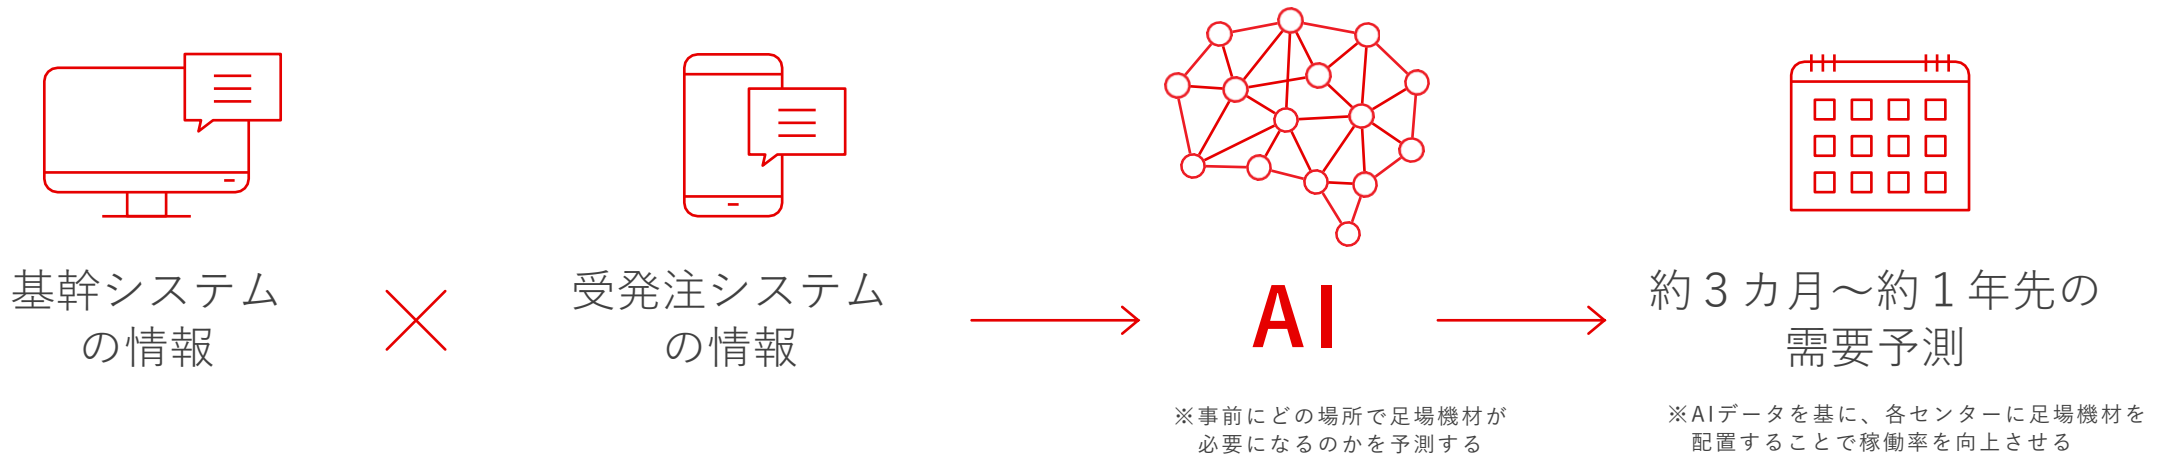 基幹システム
の情報
受発注システム
の情報
AI
※事前にどの場所で足場機材が
必要になるのかを予測する
約3カ月〜約1年先の
需要予測
※AIデータを基に、各センターに足場機材を
配置することで稼働率を向上させる